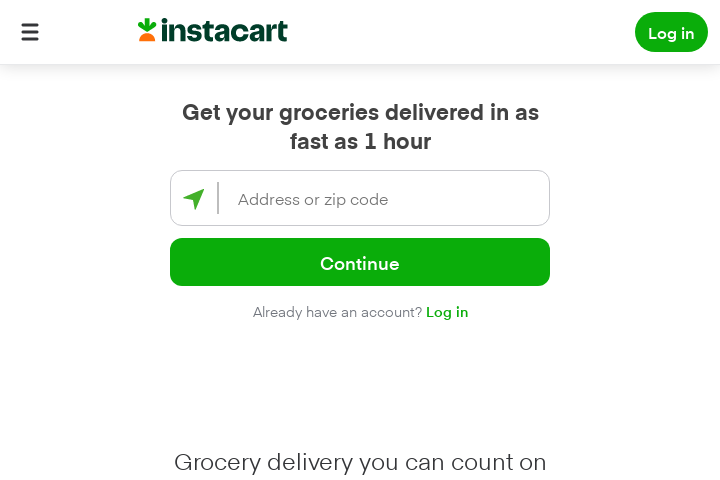 instacart
Log in
Get your groceries delivered in as
fast as 1 hour
Address or zip code
Continue
Already have an account? Log in
Grocery delivery you can count on